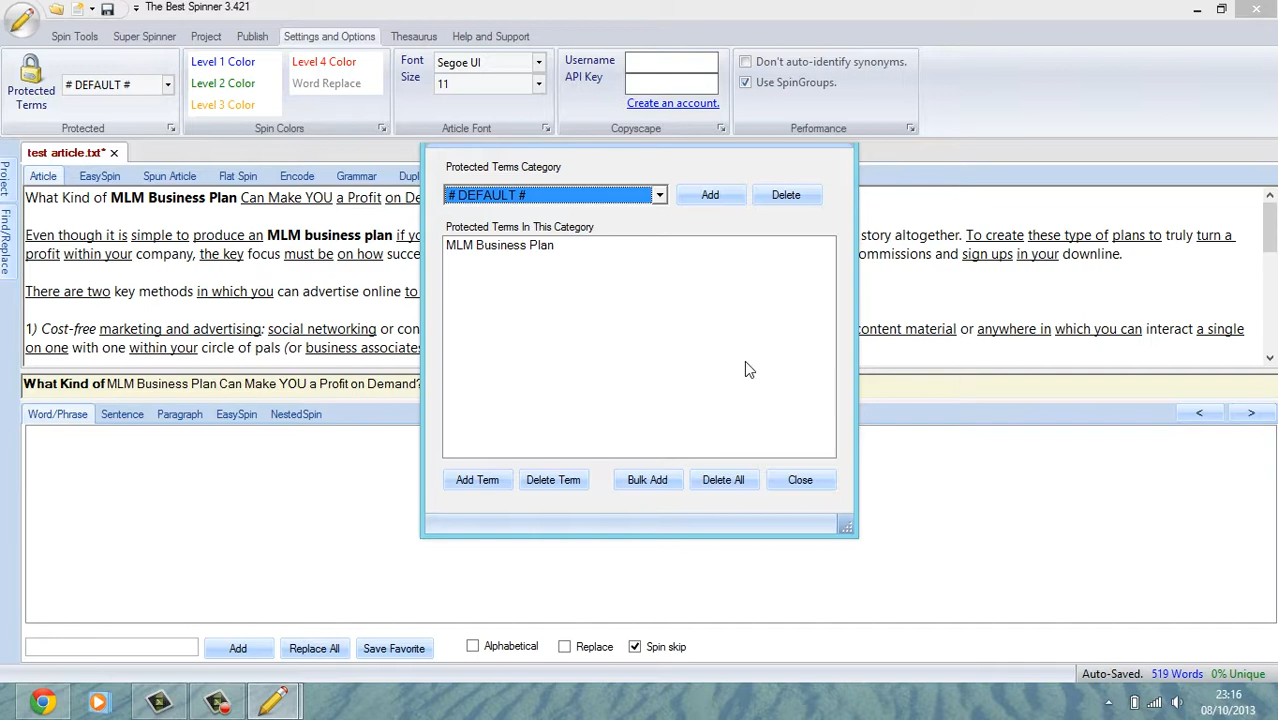 The Best Spinner 3.421
Spin Tools Super Spinner Project Publish Settings and Options Thesaurus Help and Support
Protected Terms
# DEFAULT #
Protected
Level 1 Color Level 4 Color
Level 2 Color Word Replace
Level 3 Color
Spin Colors
Font Segoe UI
Size 11
Article Font
Username
API Key
Create an account.
Copyscape
Don't auto-identify synonyms.
Use SpinGroups.
Performance
test article.txt*
Project
Find/Replace
Article EasySpin Spun Article Flat Spin Encode Grammar Dupl
What Kind of MLM Business Plan Can Make YOU a Profit on De
Even though it is simple to produce an MLM business plan if yo story altogether. To create these type of plans to truly turn a
profit within your company, the key focus must be on how succe ommissions and sign ups in your downline.
There are two key methods in which you can advertise online to
1) Cost-free marketing and advertising: social networking or con ontent material or anywhere in which you can interact a single
on one with one within your circle of pals (or business associates
What Kind of MLM Business Plan Can Make YOU a Profit on Demand?
Protected Terms Category
# DEFAULT # Add Delete
Protected Terms In This Category
MLM Business Plan
Add Term Delete Term Bulk Add Delete All Close
Word/Phrase Sentence Paragraph EasySpin NestedSpin < >
Add Replace All Save Favorite Alphabetical Replace Spin skip
Auto-Saved. 519 Words 0% Unique
23:16
08/10/2013